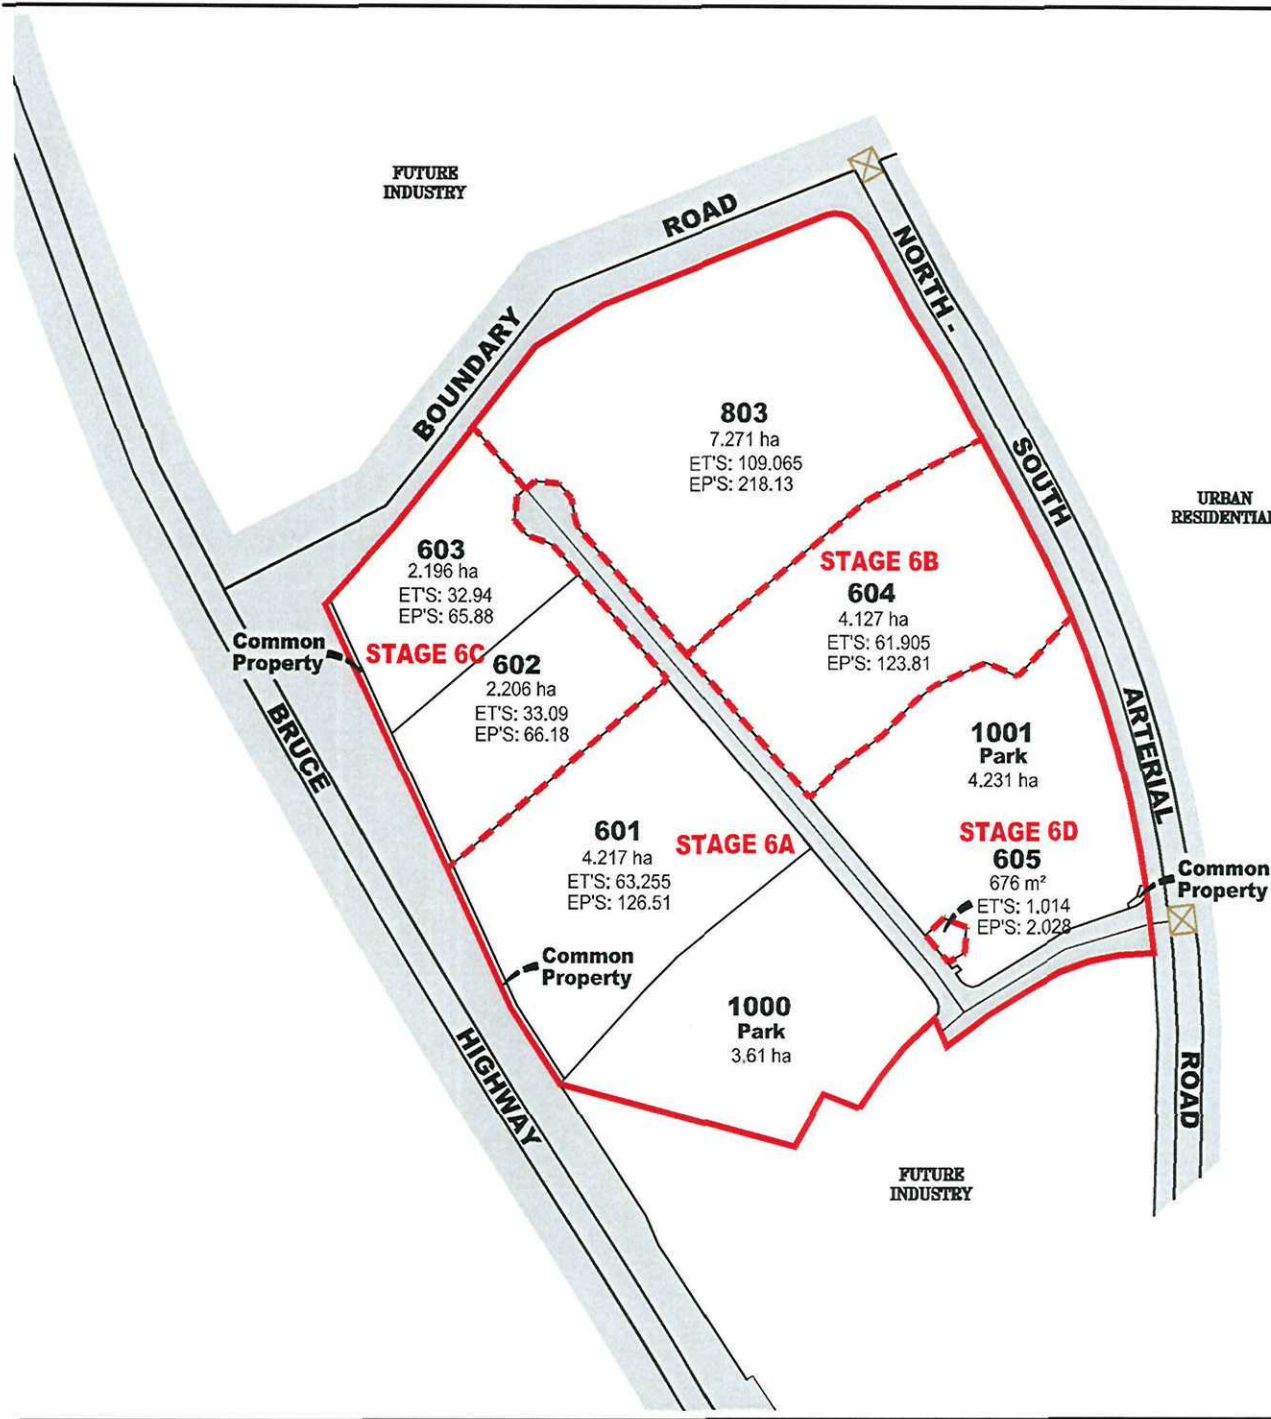 FUTURE
INDUSTRY
BOUNDARY
ROAD
NORTH -
SOUTH
ARTERIAL
ROAD
URBAN
RESIDENTIAL
803
7.271 ha
ET'S: 109.065
EP'S: 218.13
603
2.196 ha
ET'S: 32.94
EP'S: 65.88
STAGE 6B
604
4.127 ha
ET'S: 61.905
EP'S: 123.81
Common
Property
STAGE 6C
602
2.206 ha
ET'S: 33.09
EP'S: 66.18
BRUCE
HIGHWAY
1001
Park
4.231 ha
601
4.217 ha
ET'S: 63.255
EP'S: 126.51
STAGE 6A
STAGE 6D
605
676 m²
ET'S: 1.014
EP'S: 2.028
Common
Property
Common
Property
1000
Park
3.61 ha
FUTURE
INDUSTRY